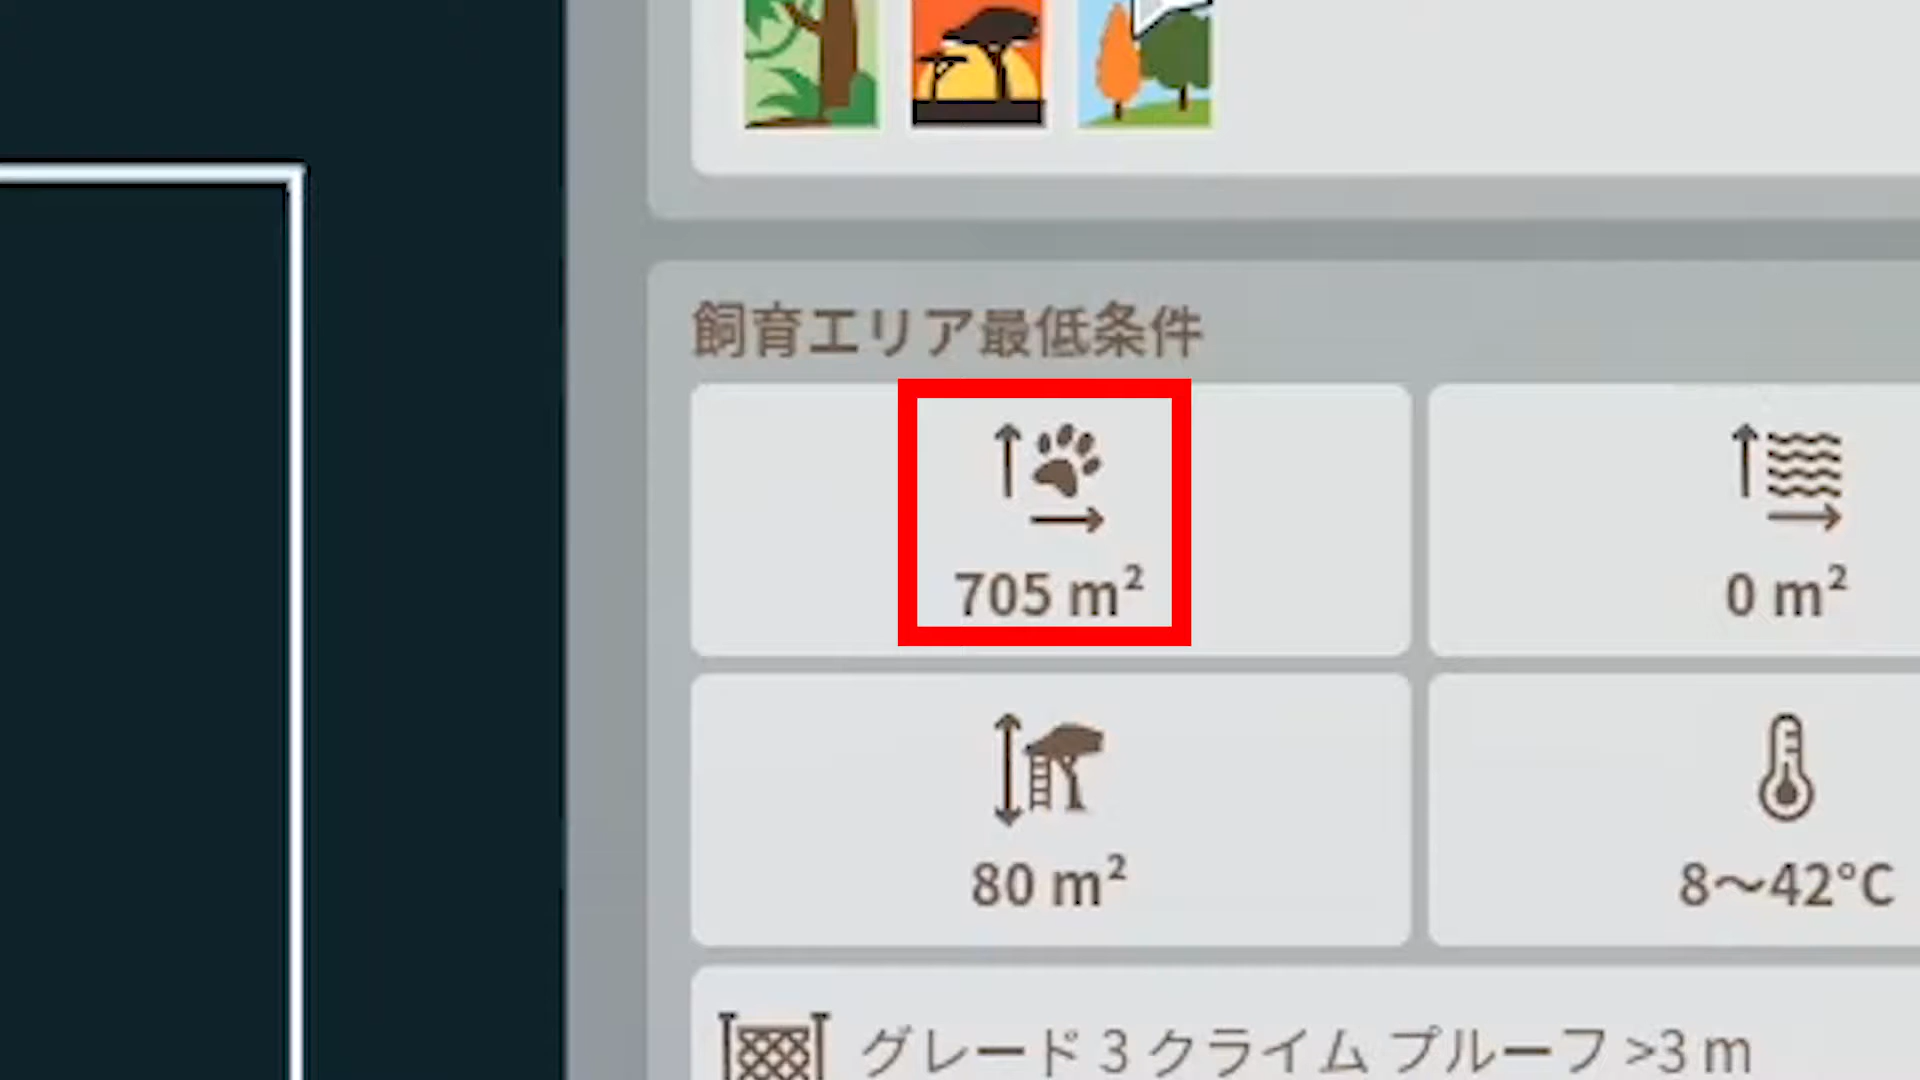 飼育エリア最低条件
705 m²
0 m²
80 m²
8～42°C
グレード 3 クライム プルーフ >3 m